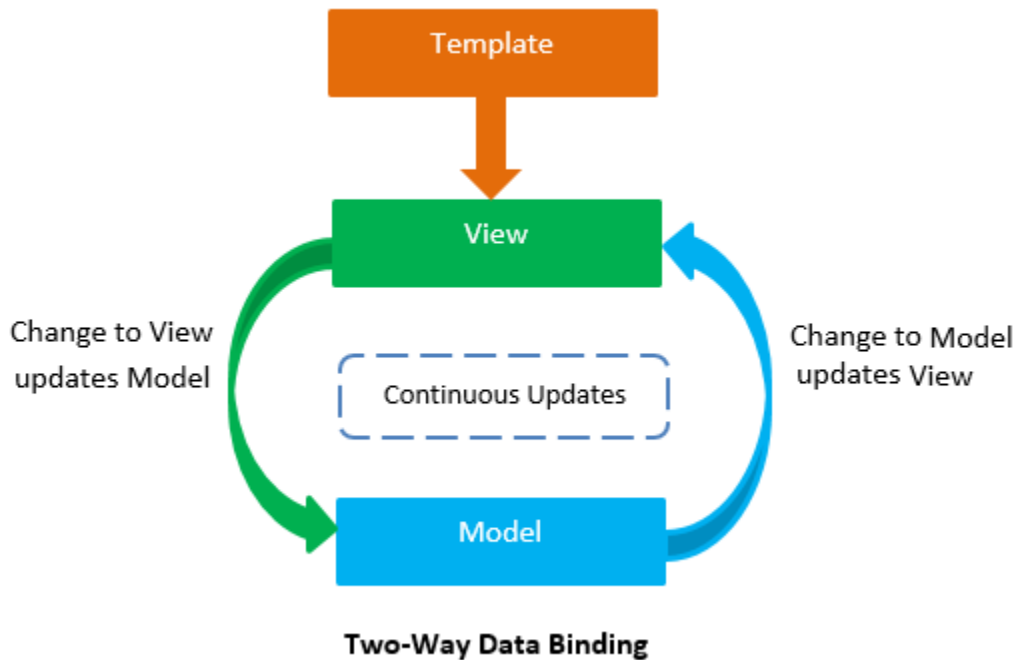 Template
View
Change to View
updates Model
Continuous Updates
Change to Model
updates View
Model
Two-Way Data Binding